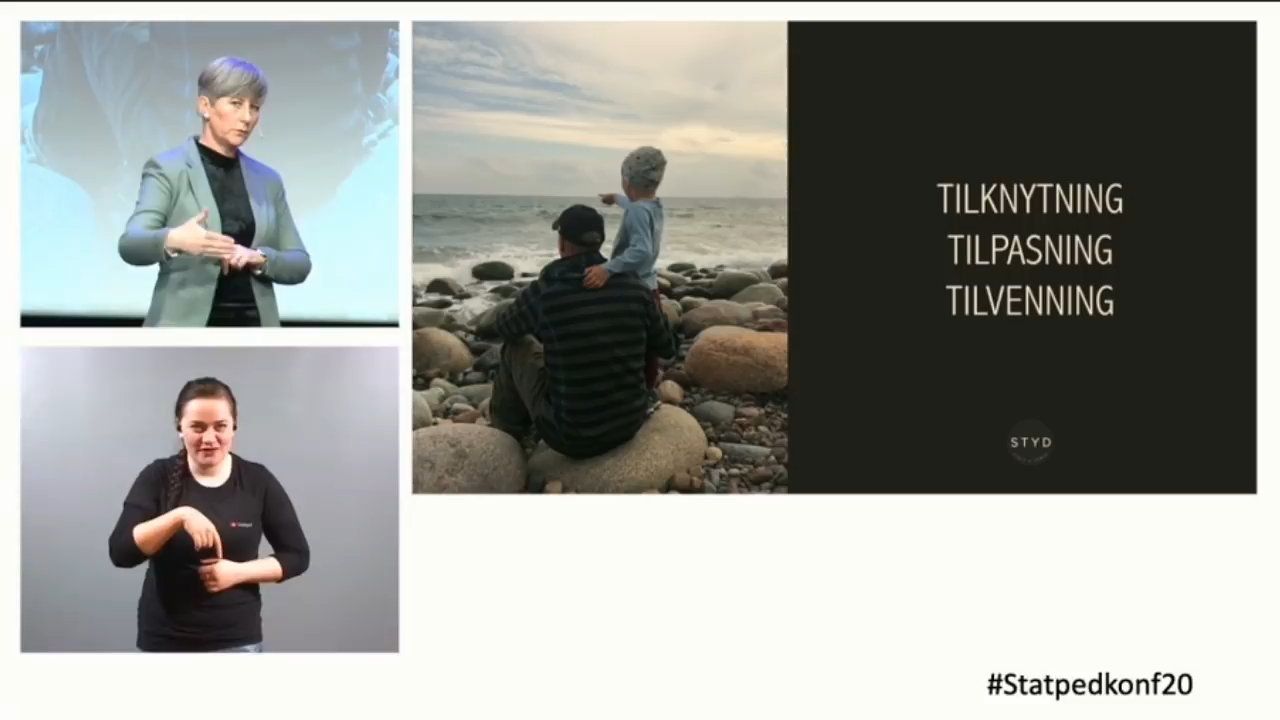 TILKNYTNING
TILPASNING
TILVENNING
STYD
#Statpedkonf20